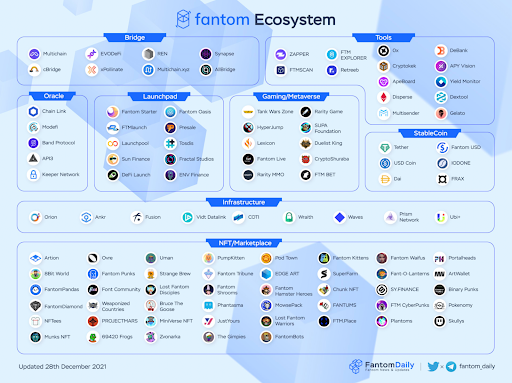 fantom Ecosystem
Bridge
Multichain
EVODeFi
REN
Synapse
cBridge
xPollinate
Multichain.xyz
AllBridge
Tools
ZAPPER
FTM EXPLORER
0x
DeBank
FTMSCAN
Retreeb
Cryptokek
APY Vision
ApeBoard
Yield Monitor
Disperse
Dextool
Multisender
Gelato
Oracle
Chain Link
Modefi
Band Protocol
API3
Keeper Network
Launchpad
Fantom Starter
Fantom Oasis
FTMlaunch
Presale
Launchpool
Toadis
Sun Finance
Fractal Studios
DeFi Launch
ENV Finance
Gaming/Metaverse
Tank Wars Zone
Rarity Game
HyperJump
SUPA Foundation
Lexicon
Duelist King
Fantom Live
CryptoShuraba
Rarity MMO
FTM BET
StableCoin
Tether
Fantom USD
USD Coin
IODONE
Dai
PRAX
Infrastructure
Orion
Ankr
Fusion
Vidt Datalink
COTI
Wraith
Waves
Prism Network
Ubi+
NFT/Marketplace
Artion
Ovre
Uman
PumpKitten
Pod Town
Fantom Kittens
Fantom Waifus
Portalheads
8Bit World
Fantom Punks
Strange Brew
Fantom Tribune
EDGE ART
SuperFarm
Fant-O-Lanterns
ArtWallet
FantomPandas
Font Community
Lost Fantom Disciples
Fantom Shrooms
Fantom Hamster Heroes
Chunk NFT
SY FINANCE
Binary Punks
FantomDiamond
Weaponized Countries
Bruce The Goose
Phantasma
MowsePack
FANTUMS
FTM CyberPunks
Pokenomy
NFTees
PROJECTMARS
MiniVerse NFT
JustYours
Lost Fantom Warriors
FTM.Place
Plantoms
Skullys
Munks NFT
69420 Frogs
Zvonarka
The Gimpies
FantomBots
Updated 28th December 2021
FantomDaily
fantom_daily